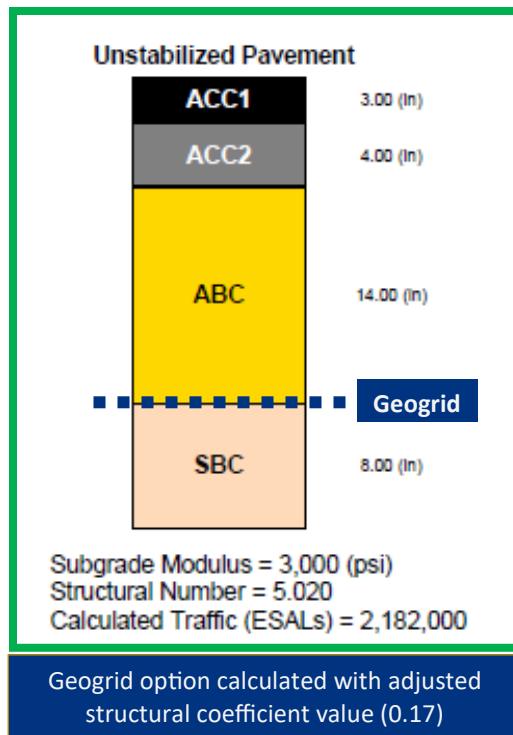 Unstabilized Pavement
ACC1
3.00 (in)
ACC2
4.00 (in)
ABC
14.00 (in)
Geogrid
SBC
8.00 (in)
Subgrade Modulus = 3,000 (psi)
Structural Number = 5.020
Calculated Traffic (ESALs) = 2,182,000
Geogrid option calculated with adjusted
structural coefficient value (0.17)